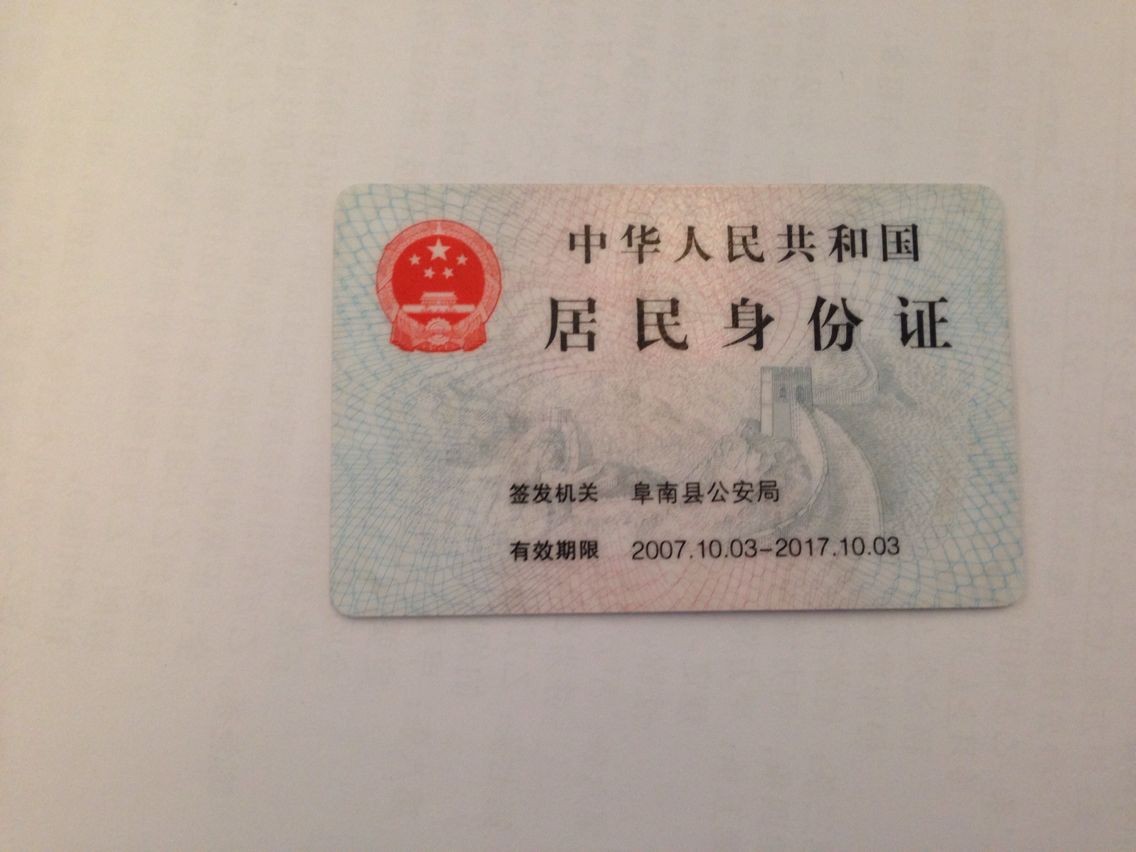 中华人民共和国
居民身份证
签发机关 阜南县公安局
有效期限 2007.10.03-2017.10.03